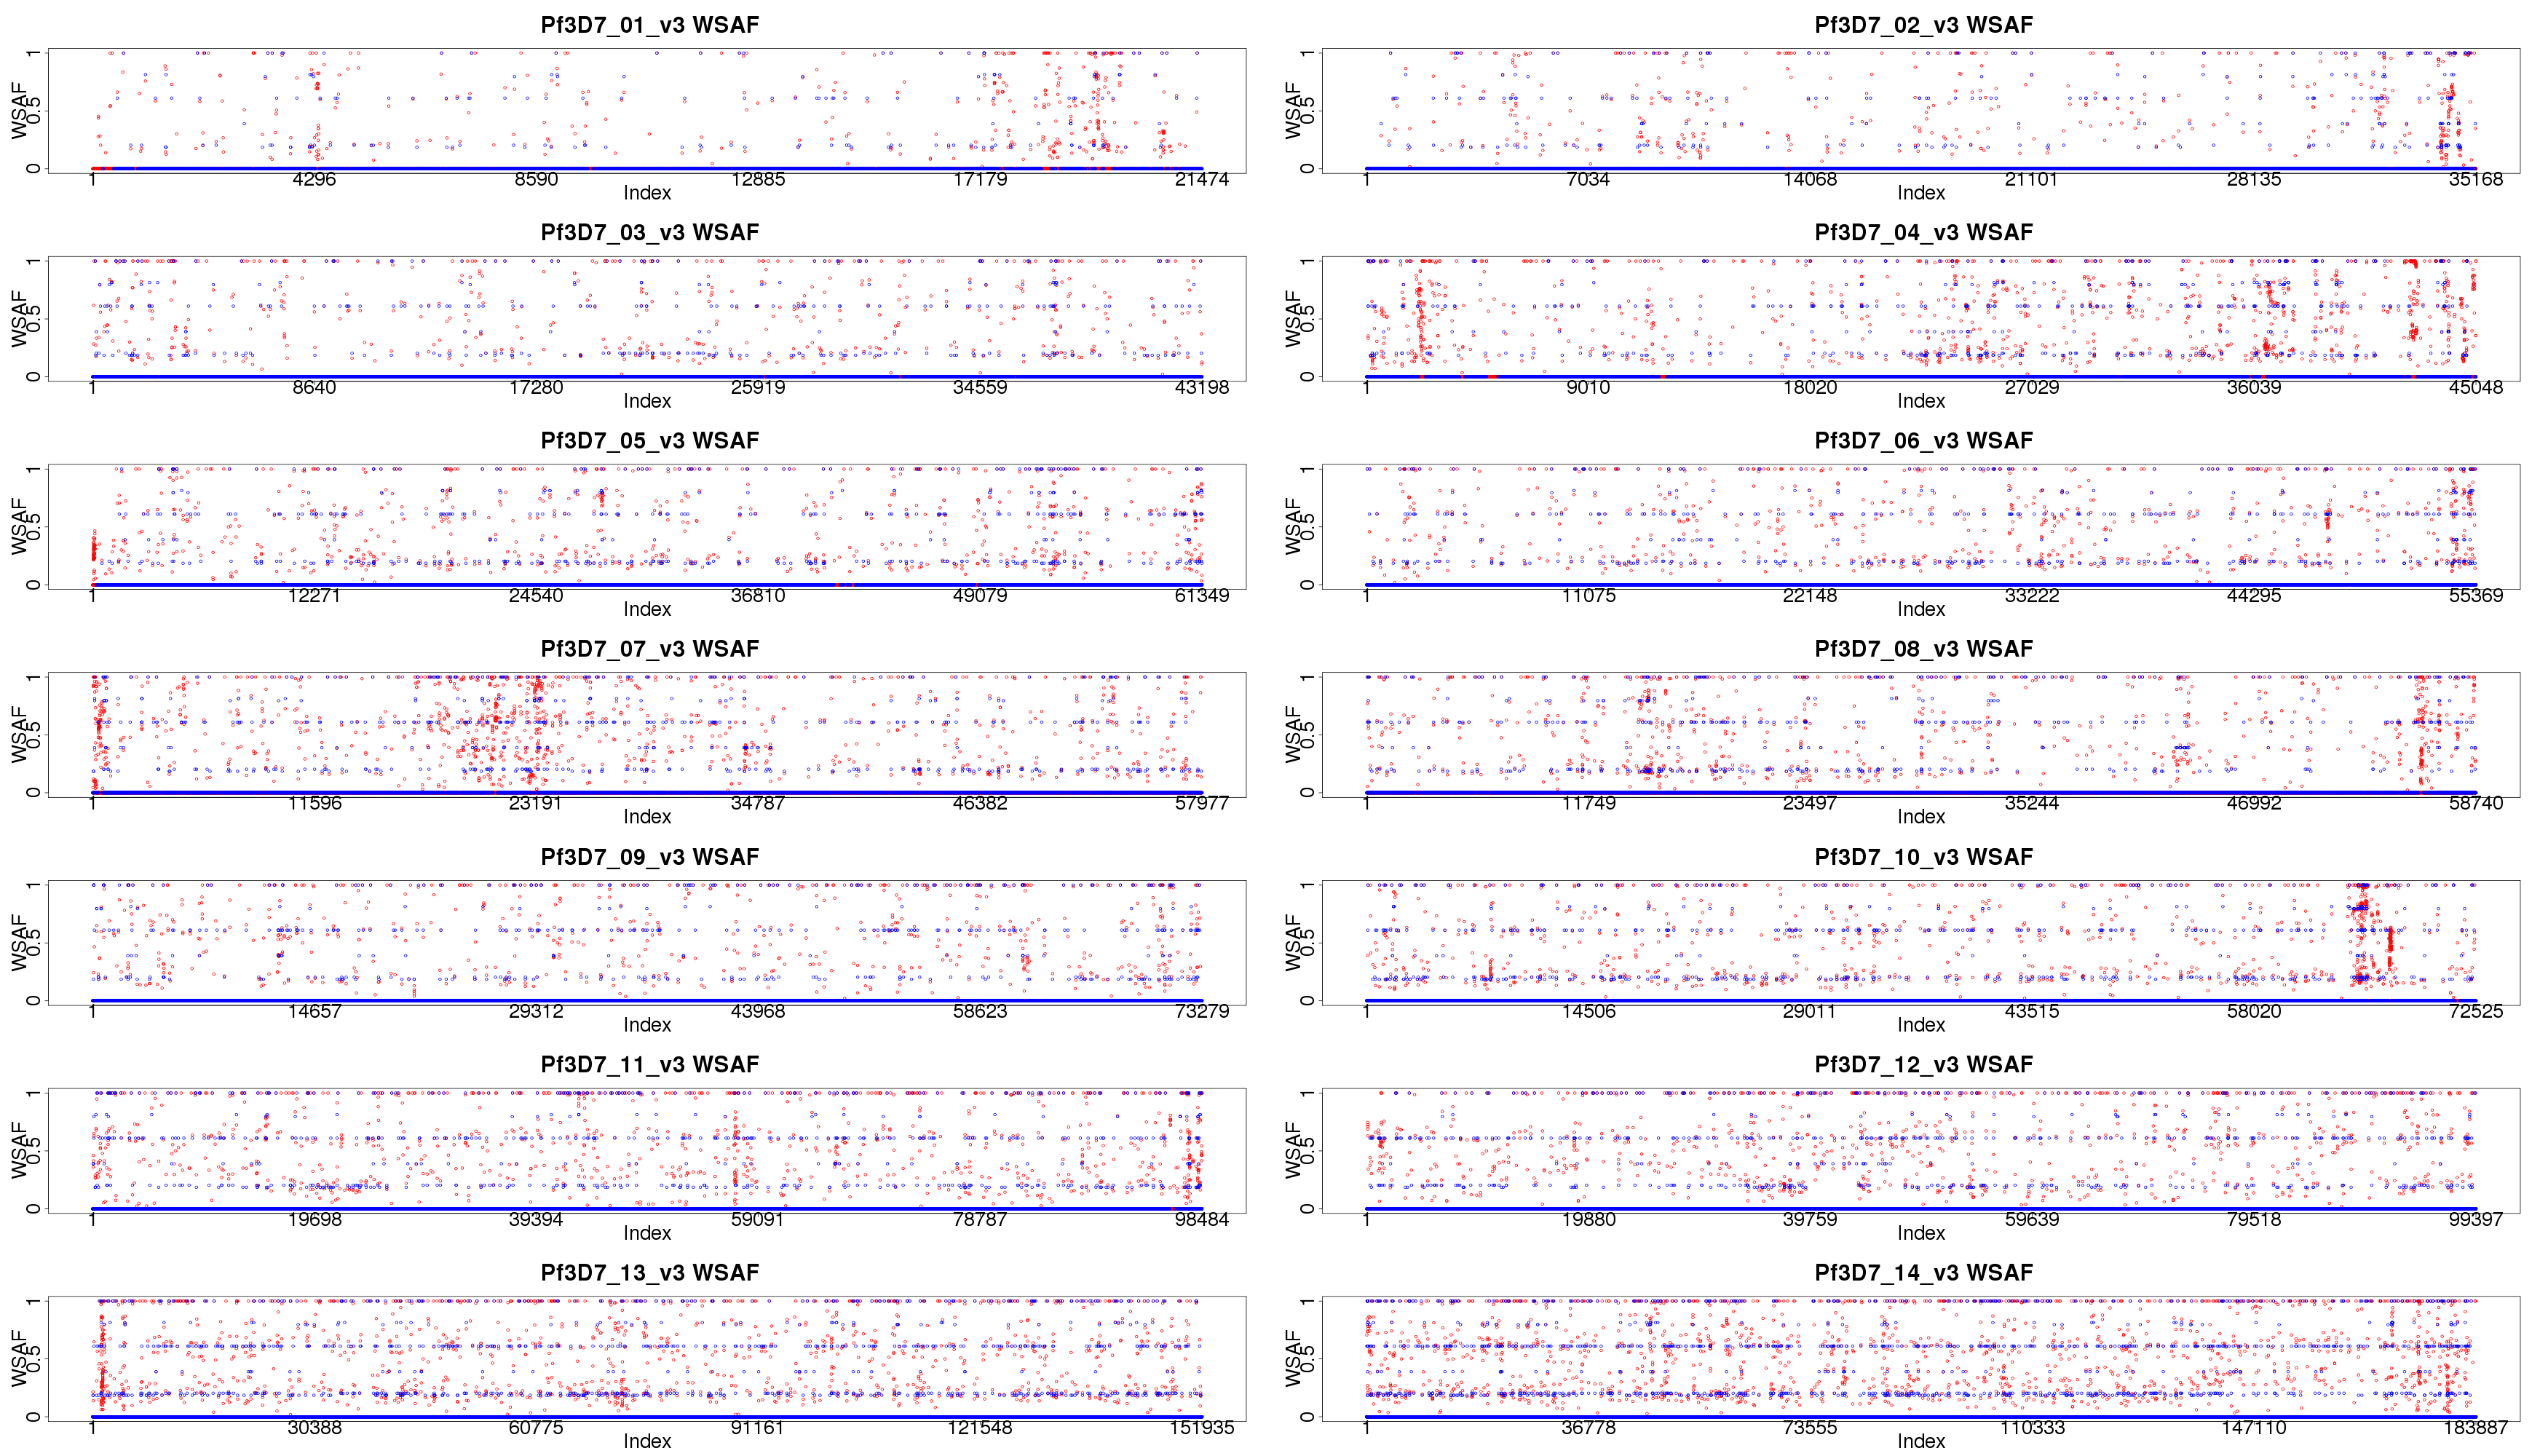 Pf3D7_01_v3 WSAF
WSAF
0 0.5 1
1 4296 8590 12885 17179 21474
Index
Pf3D7_02_v3 WSAF
WSAF
0 0.5 1
1 7034 14068 21101 28135 35168
Index
Pf3D7_03_v3 WSAF
WSAF
0 0.5 1
1 8640 17280 25919 34559 43198
Index
Pf3D7_04_v3 WSAF
WSAF
0 0.5 1
1 9010 18020 27029 36039 45048
Index
Pf3D7_05_v3 WSAF
WSAF
0 0.5 1
1 12271 24540 36810 49079 61349
Index
Pf3D7_06_v3 WSAF
WSAF
0 0.5 1
1 11075 22148 33222 44295 55369
Index
Pf3D7_07_v3 WSAF
WSAF
0 0.5 1
1 11596 23191 34787 46382 57977
Index
Pf3D7_08_v3 WSAF
WSAF
0 0.5 1
1 11749 23497 35244 46992 58740
Index
Pf3D7_09_v3 WSAF
WSAF
0 0.5 1
1 14657 29312 43968 58623 73279
Index
Pf3D7_10_v3 WSAF
WSAF
0 0.5 1
1 14506 29011 43515 58020 72525
Index
Pf3D7_11_v3 WSAF
WSAF
0 0.5 1
1 19698 39394 59091 78787 98484
Index
Pf3D7_12_v3 WSAF
WSAF
0 0.5 1
1 19880 39759 59639 79518 99397
Index
Pf3D7_13_v3 WSAF
WSAF
0 0.5 1
1 30388 60775 91161 121548 151935
Index
Pf3D7_14_v3 WSAF
WSAF
0 0.5 1
1 36778 73555 110333 147110 183887
Index